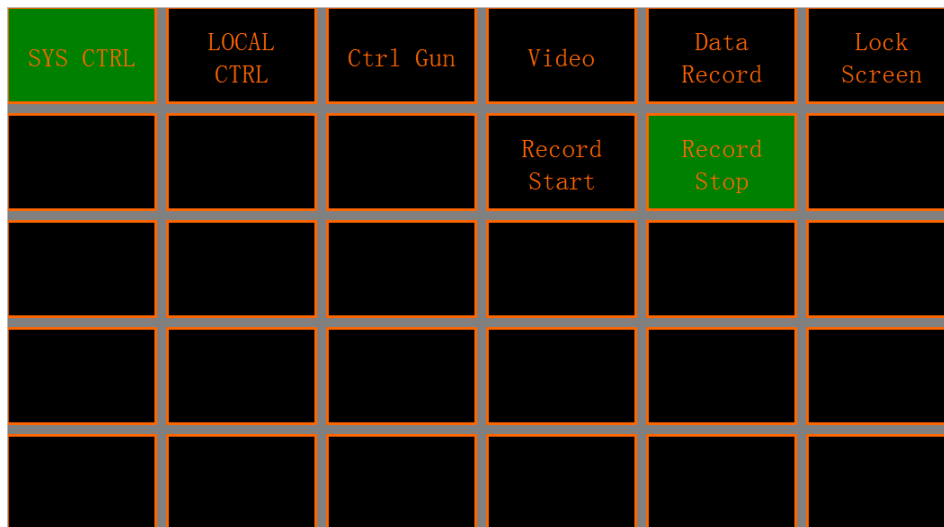 SYS CTRL
LOCAL
CTRL
Ctrl Gun
Video
Data
Record
Lock
Screen
Record
Start
Record
Stop